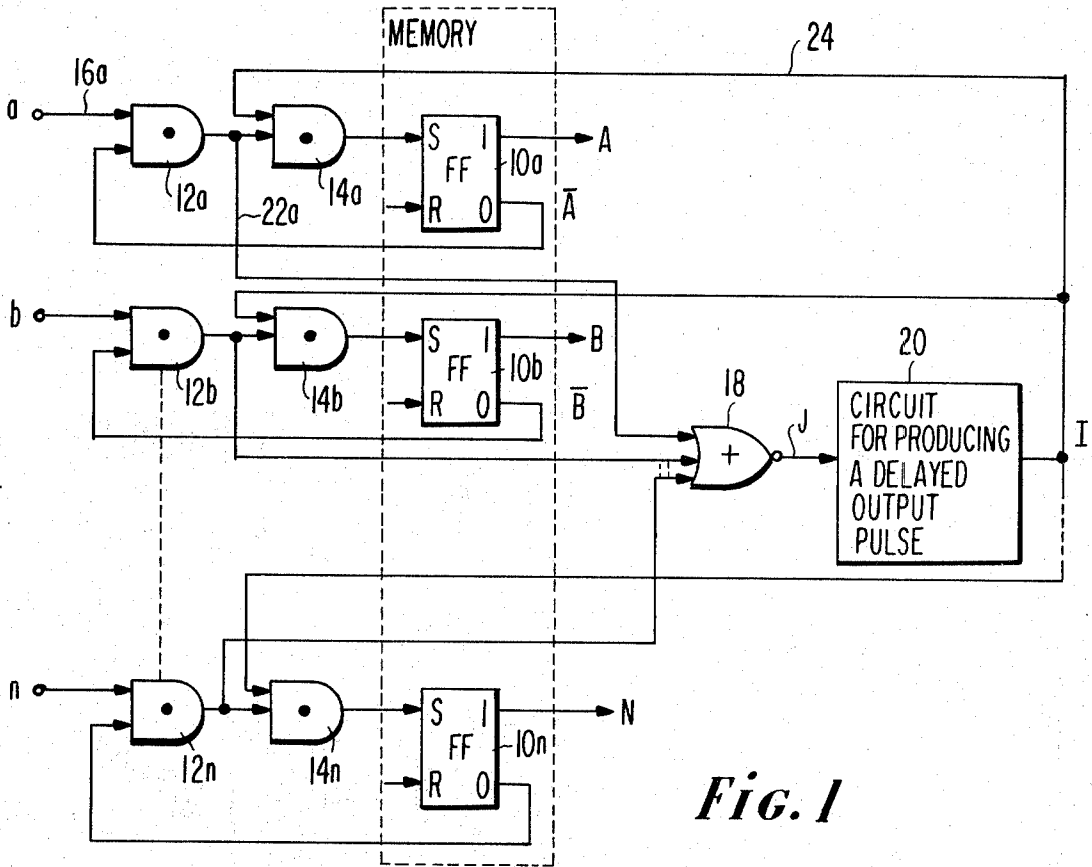 MEMORY
24
a
16a
12a
14a
S 1
FF
R 0
10a
A
A̅
22a
b
12b
14b
S 1
FF
R 0
10b
B
B̅
18
+
J
20
CIRCUIT
FOR PRODUCING
A DELAYED
OUTPUT
PULSE
I
n
12n
14n
S 1
FF
R 0
10n
N
Fig. 1